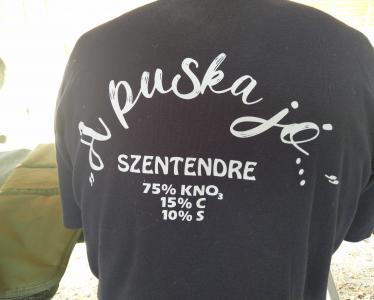 „A puska jó...”
SZENTENDRE
75% KNO₃
15% C
10% S